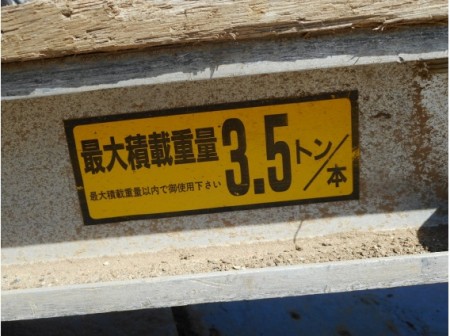 最大積載重量 3.5トン/本
最大積載重量以内で御使用下さい